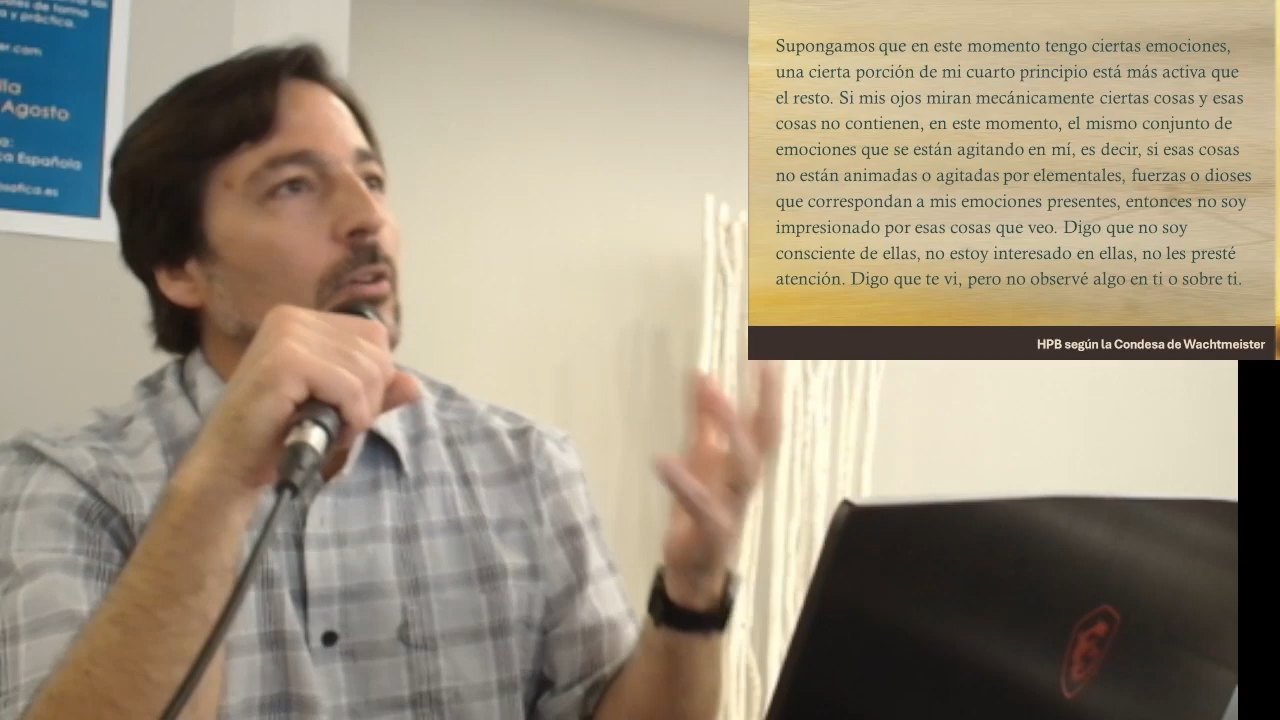 y práctica.
Agosto
Española
Supongamos que en este momento tengo ciertas emociones,
una cierta porción de mi cuarto principio está más activa que
el resto. Si mis ojos miran mecánicamente ciertas cosas y esas
cosas no contienen, en este momento, el mismo conjunto de
emociones que se están agitando en mí, es decir, si esas cosas
no están animadas o agitadas por elementales, fuerzas o dioses
que correspondan a mis emociones presentes, entonces no soy
impresionado por esas cosas que veo. Digo que no soy
consciente de ellas, no estoy interesado en ellas, no les presté
atención. Digo que te vi, pero no observé algo en ti o sobre ti.
HPB según la Condesa de Wachtmeister